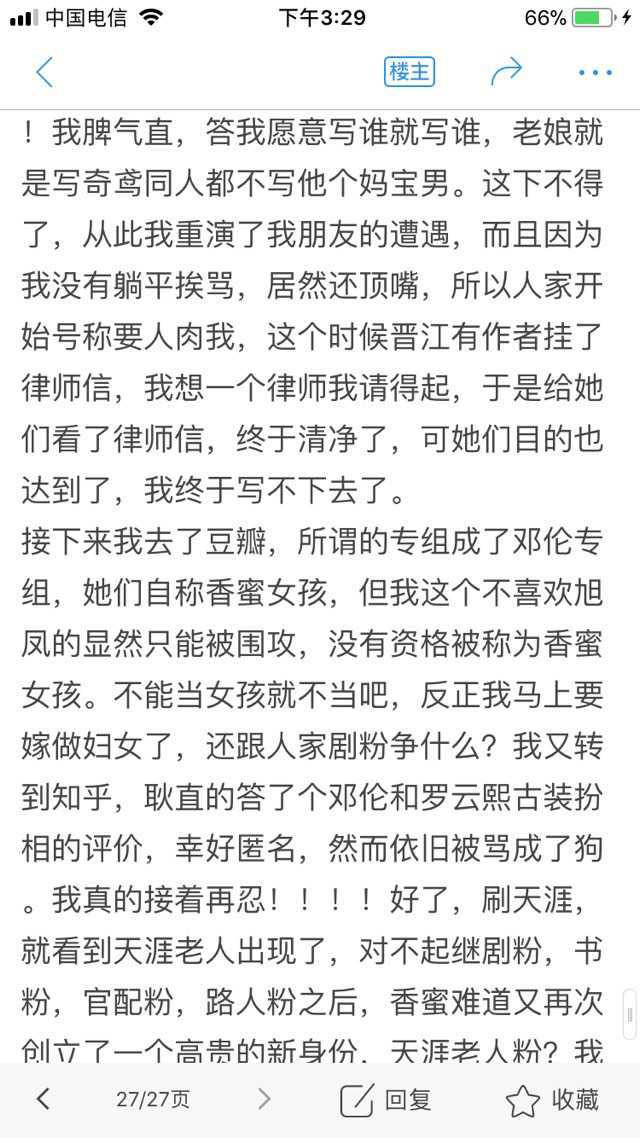 中国电信 下午3:29 66%
楼主
！我脾气直，答我愿意写谁就写谁，老娘就
是写奇鸢同人都不写他个妈宝男。这下不得
了，从此我重演了我朋友的遭遇，而且因为
我没有躺平挨骂，居然还顶嘴，所以人家开
始号称要人肉我，这个时候晋江有作者挂了
律师信，我想一个律师我请得起，于是给她
们看了律师信，终于清净了，可她们目的也
达到了，我终于写不下去了。
接下来我去了豆瓣，所谓的专组成了邓伦专
组，她们自称香蜜女孩，但我这个不喜欢旭
凤的显然只能被围攻，没有资格被称为香蜜
女孩。不能当女孩就不当吧，反正我马上要
嫁做妇女了，还跟人家剧粉争什么？我又转
到知乎，耿直的答了个邓伦和罗云熙古装扮
相的评价，幸好匿名，然而依旧被骂成了狗
。我真的接着再忍！！！！好了，刷天涯，
就看到天涯老人出现了，对不起继剧粉，书
粉，官配粉，路人粉之后，香蜜难道又再次
创立了一个高贵的新身份，天涯老人粉？我
27/27页 回复 收藏